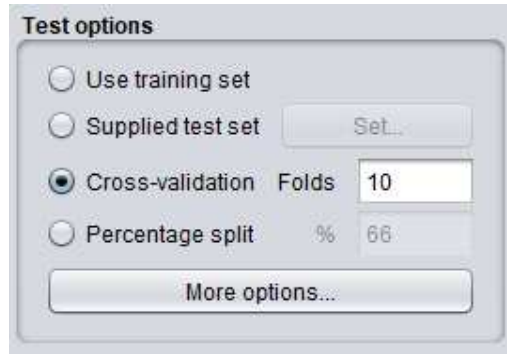 Test options
Use training set
Supplied test set Set...
Cross-validation Folds 10
Percentage split % 66
More options...